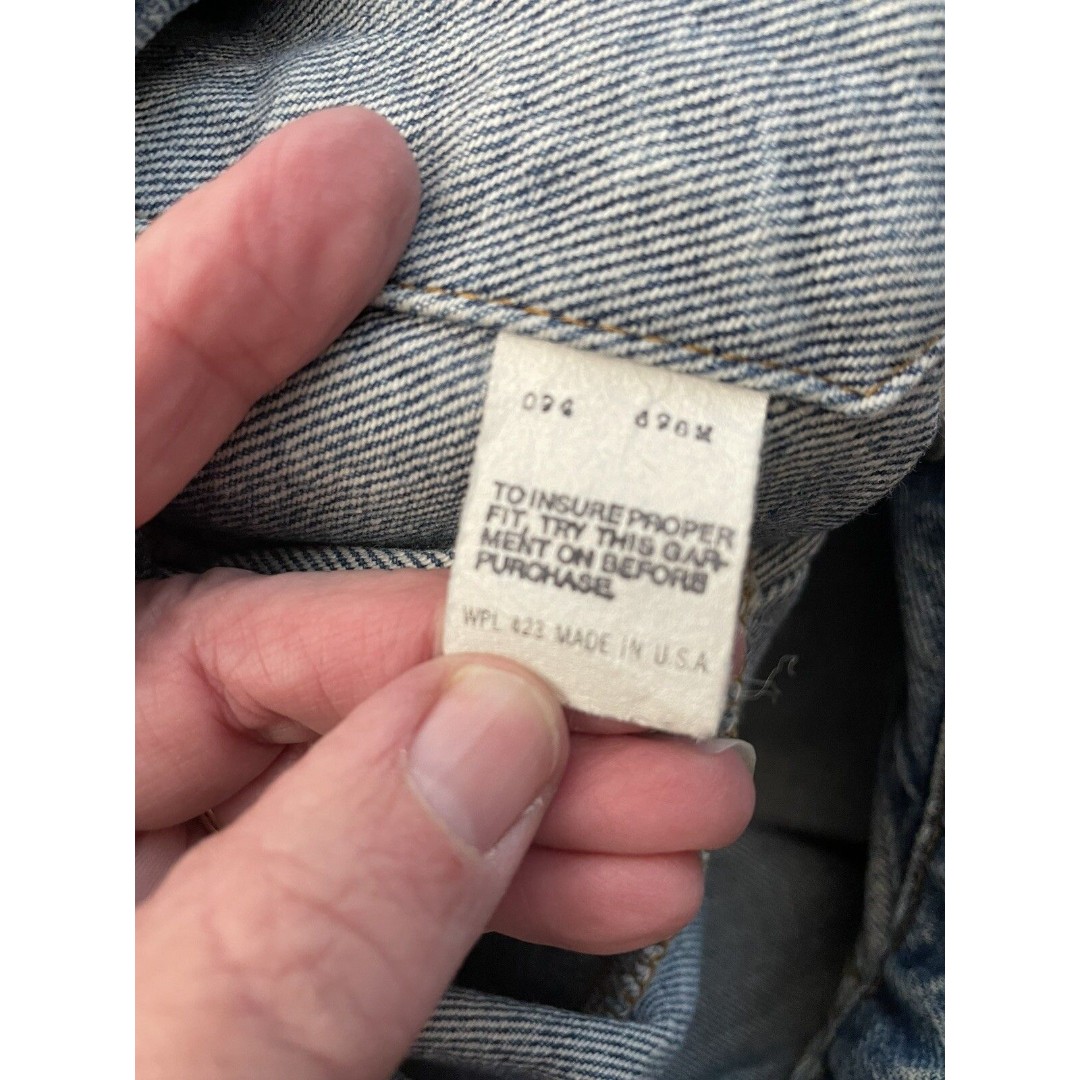 TO INSURE PROPER
FIT, TRY THIS GAR-
MENT ON BEFORE
PURCHASE.
WPL 423 MADE IN U.S.A.